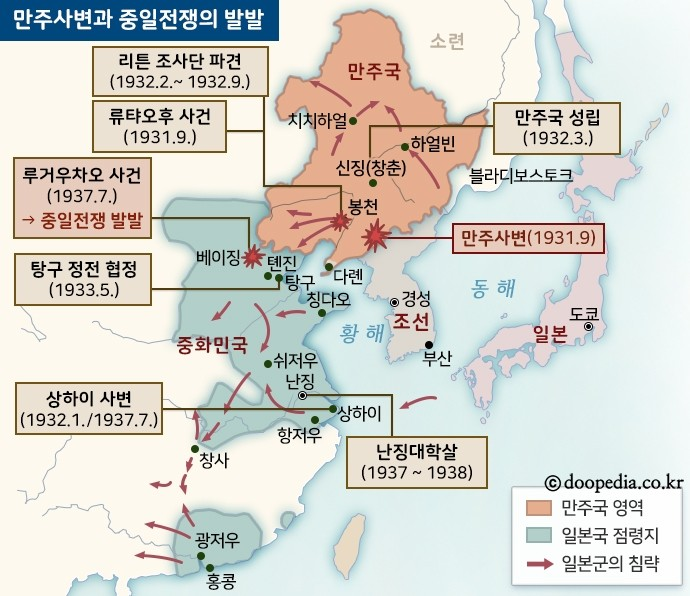 만주사변과 중일전쟁의 발발
리튼 조사단 파견
(1932.2.~ 1932.9.)
류탸오후 사건
(1931.9.)
루거우차오 사건
(1937.7.)
→ 중일전쟁 발발
탕구 정전 협정
(1933.5.)
상하이 사변
(1932.1./1937.7.)
난징대학살
(1937 ~ 1938)
만주국 성립
(1932.3.)
만주사변(1931.9)
소련
만주국
치치하얼
하얼빈
신징(창춘)
블라디보스토크
봉천
베이징
톈진
탕구
다롄
칭다오
경성
조선
부산
동해
황해
일본
도쿄
중화민국
쉬저우
난징
상하이
항저우
창사
광저우
홍콩
ⓒ doopedia.co.kr
만주국 영역
일본국 점령지
일본군의 침략